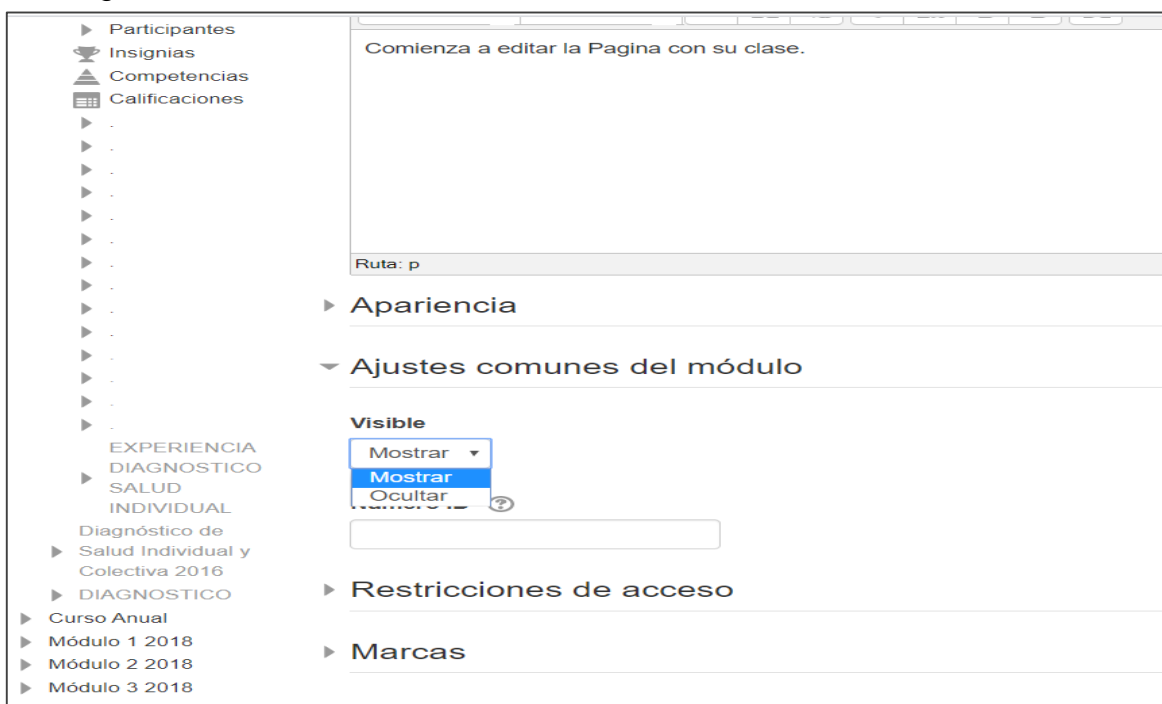 Participantes
Insignias
Competencias
Calificaciones
.
.
.
.
.
.
.
.
.
.
.
.
.
.
EXPERIENCIA
DIAGNOSTICO
SALUD
INDIVIDUAL
Diagnóstico de
Salud Individual y
Colectiva 2016
DIAGNOSTICO
Curso Anual
Módulo 1 2018
Módulo 2 2018
Módulo 3 2018
Comienza a editar la Pagina con su clase.
Ruta: p
Apariencia
Ajustes comunes del módulo
Visible
Mostrar
Mostrar
Ocultar
?
Restricciones de acceso
Marcas